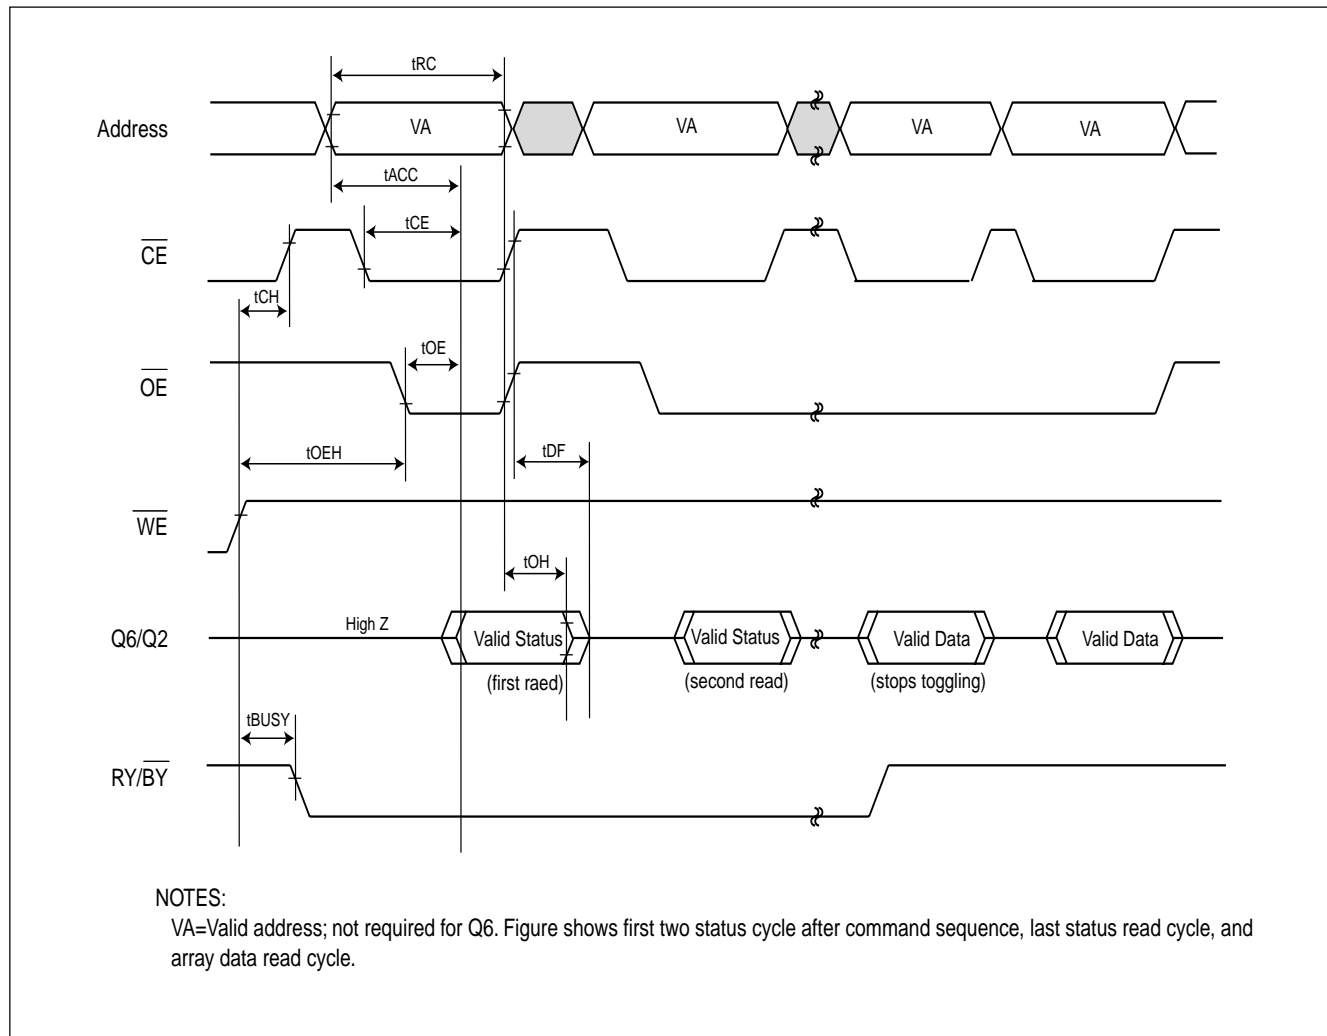 tRC
Address
VA
VA
VA
VA
tACC
tCE
CE
tCH
tOE
OE
tOEH
tDF
WE
tOH
High Z
Q6/Q2
Valid Status
Valid Status
Valid Data
Valid Data
(first raed)
(second read)
(stops toggling)
tBUSY
RY/BY
NOTES:
VA=Valid address; not required for Q6. Figure shows first two status cycle after command sequence, last status read cycle, and
array data read cycle.